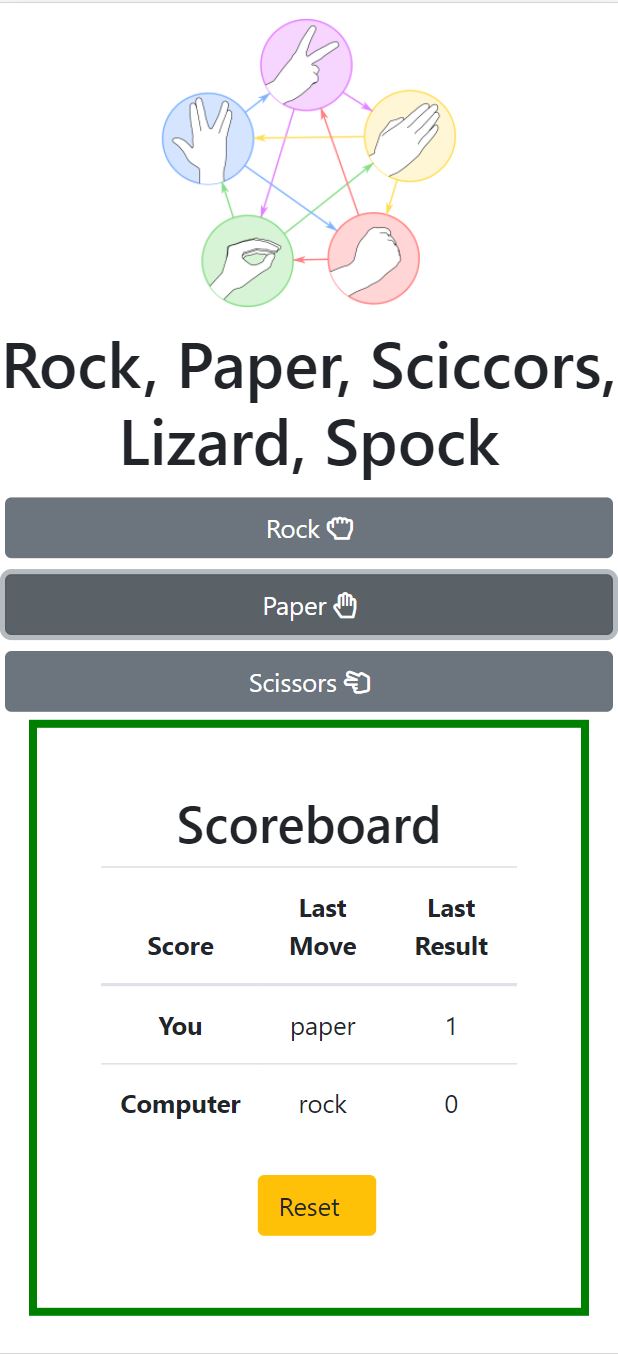 Rock, Paper, Sciccors,
Lizard, Spock
Rock
Paper
Scissors
Scoreboard
Score Last Move Last Result
You paper 1
Computer rock 0
Reset